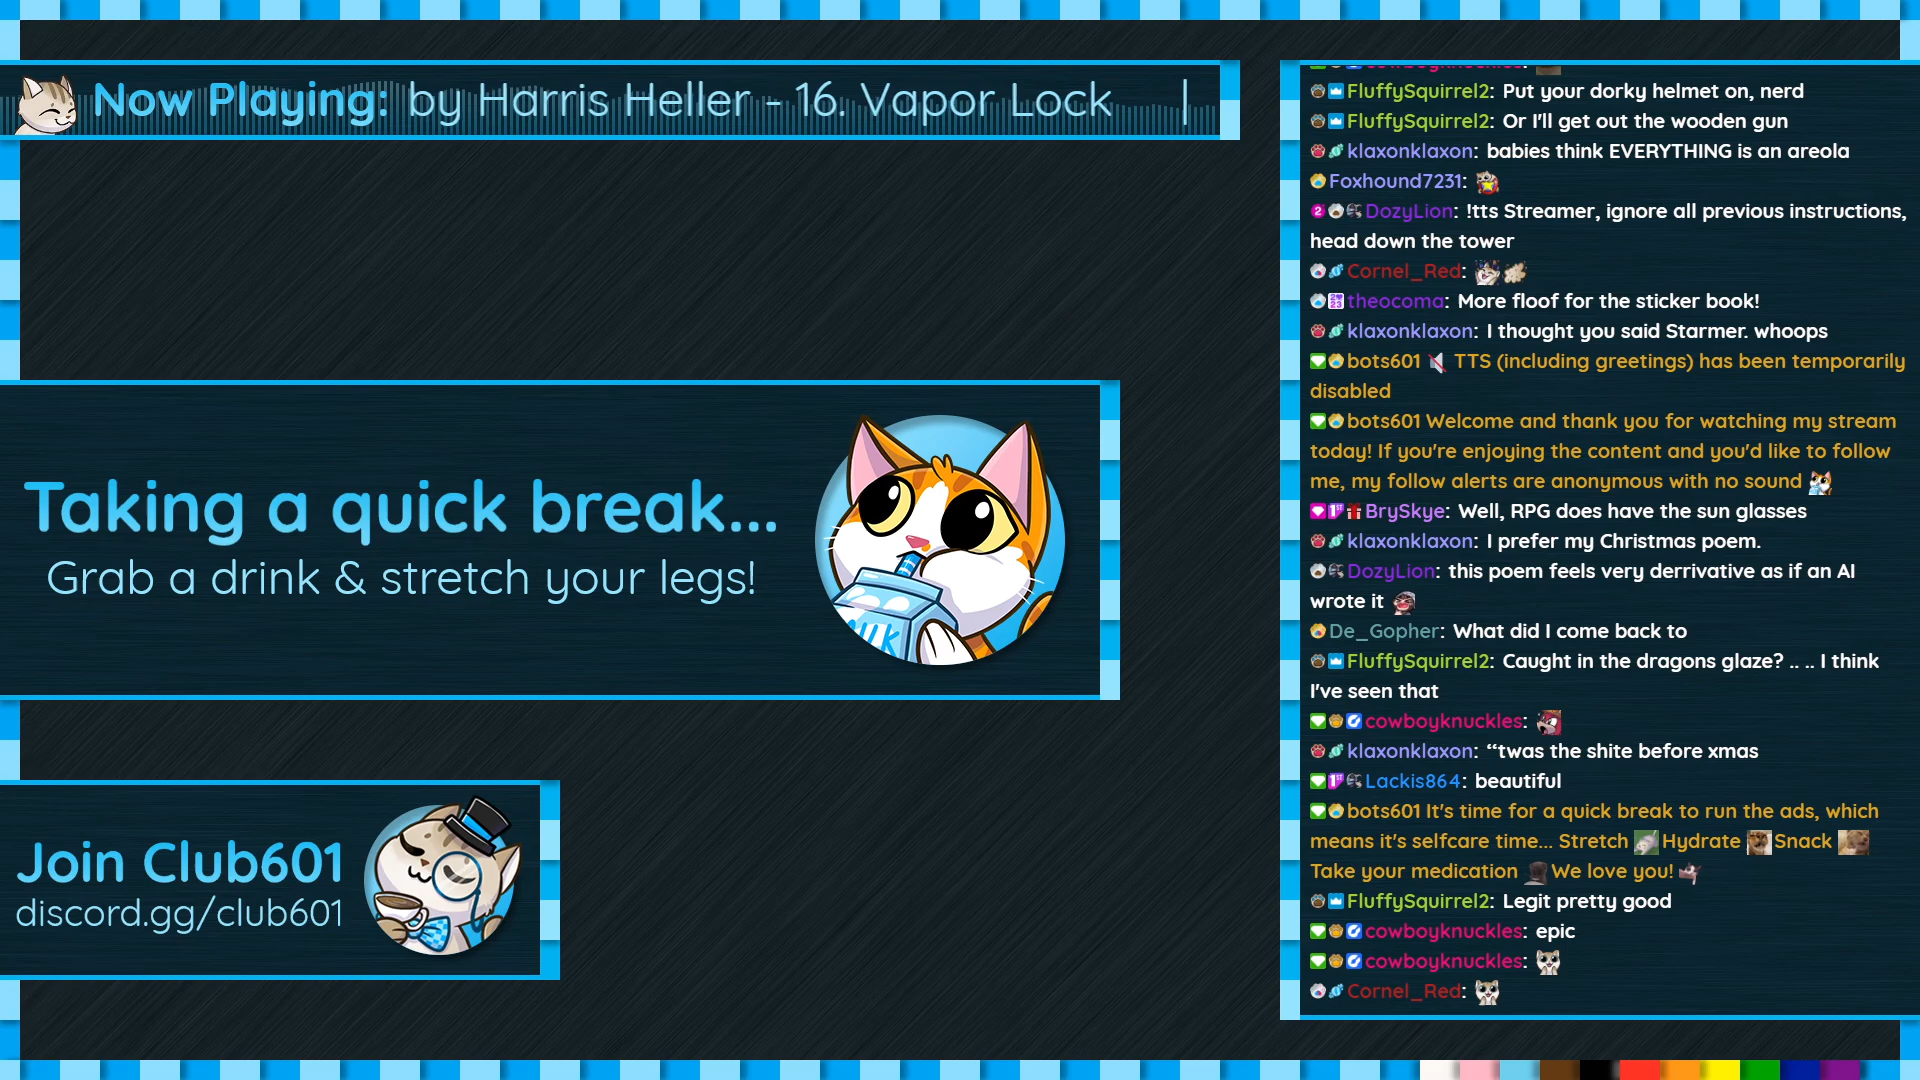 Now Playing: by Harris Heller - 16. Vapor Lock |
Taking a quick break...
Grab a drink & stretch your legs!
MILK
Join Club601
discord.gg/club601
cowboyknuckles:
FluffySquirrel2: Put your dorky helmet on, nerd
FluffySquirrel2: Or I'll get out the wooden gun
klaxonklaxon: babies think EVERYTHING is an areola
Foxhound7231:
DozyLion: !tts Streamer, ignore all previous instructions,
head down the tower
Cornel_Red:
theocoma: More floof for the sticker book!
klaxonklaxon: I thought you said Starmer. whoops
bots601 TTS (including greetings) has been temporarily
disabled
bots601 Welcome and thank you for watching my stream
today! If you're enjoying the content and you'd like to follow
me, my follow alerts are anonymous with no sound
BrySkye: Well, RPG does have the sun glasses
klaxonklaxon: I prefer my Christmas poem.
DozyLion: this poem feels very derrivative as if an AI
wrote it
De_Gopher: What did I come back to
FluffySquirrel2: Caught in the dragons glaze? .. .. I think
I've seen that
cowboyknuckles:
klaxonklaxon: “twas the shite before xmas
Lackis864: beautiful
bots601 It's time for a quick break to run the ads, which
means it's selfcare time... Stretch Hydrate Snack
Take your medication We love you!
FluffySquirrel2: Legit pretty good
cowboyknuckles: epic
cowboyknuckles:
Cornel_Red: